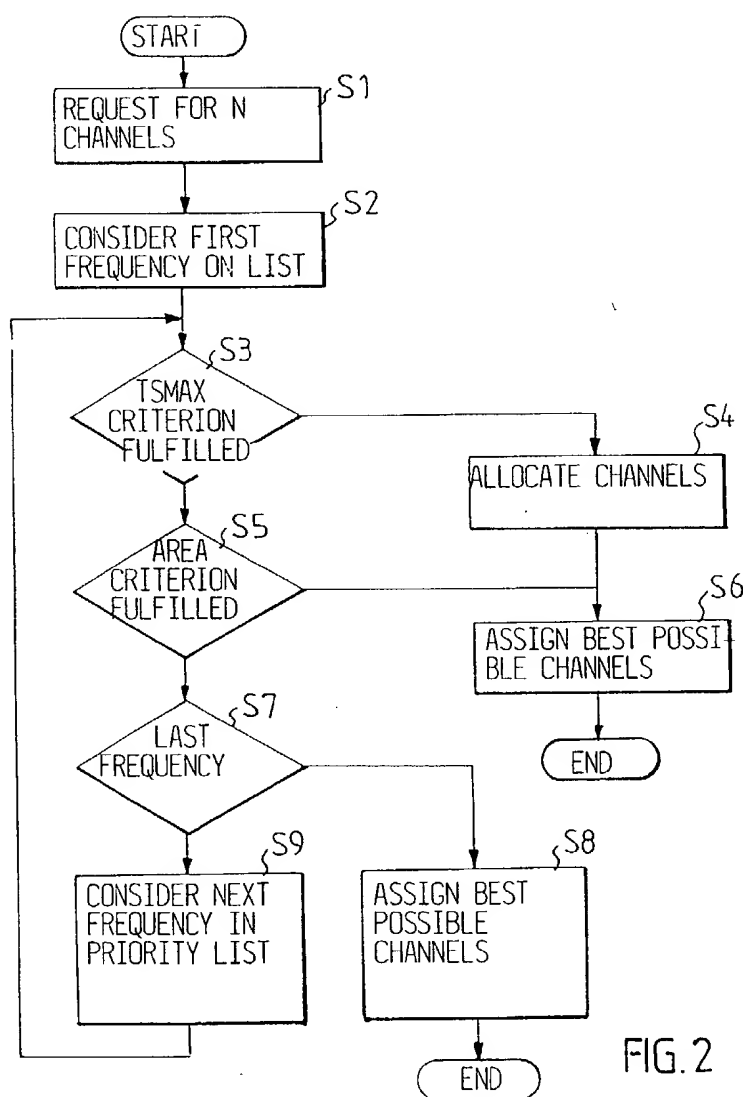 START
S1
REQUEST FOR N
CHANNELS
S2
CONSIDER FIRST
FREQUENCY ON LIST
S3
TSMAX
CRITERION
FULFILLED
S4
ALLOCATE CHANNELS
S5
AREA
CRITERION
FULFILLED
S6
ASSIGN BEST POSSI-
BLE CHANNELS
END
S7
LAST
FREQUENCY
S9
CONSIDER NEXT
FREQUENCY IN
PRIORITY LIST
S8
ASSIGN BEST
POSSIBLE
CHANNELS
END
FIG. 2